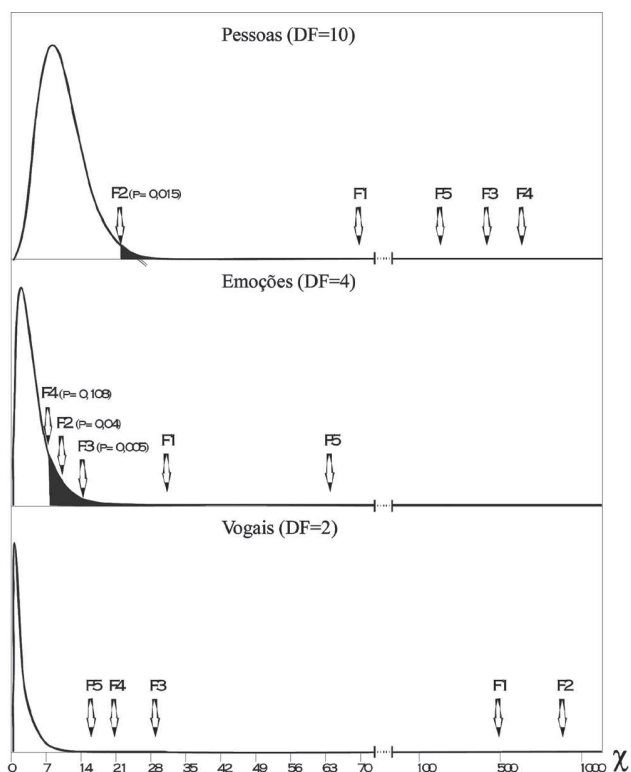 Pessoas (DF=10)
F2 (P= 0,015)
F1
F5
F3
F4
Emoções (DF=4)
F4 (P= 0,108)
F2 (P= 0,04)
F3 (P= 0,005)
F1
F5
Vogais (DF=2)
F5
F4
F3
F1
F2
0 7 14 21 28 35 42 49 56 63 70 100 500 1000 χ